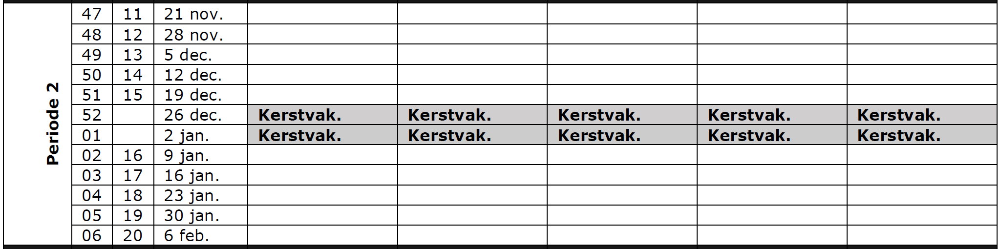 Periode 2
47 11 21 nov.
48 12 28 nov.
49 13 5 dec.
50 14 12 dec.
51 15 19 dec.
52 26 dec. Kerstvak. Kerstvak. Kerstvak. Kerstvak. Kerstvak.
01 2 jan. Kerstvak. Kerstvak. Kerstvak. Kerstvak. Kerstvak.
02 16 9 jan.
03 17 16 jan.
04 18 23 jan.
05 19 30 jan.
06 20 6 feb.